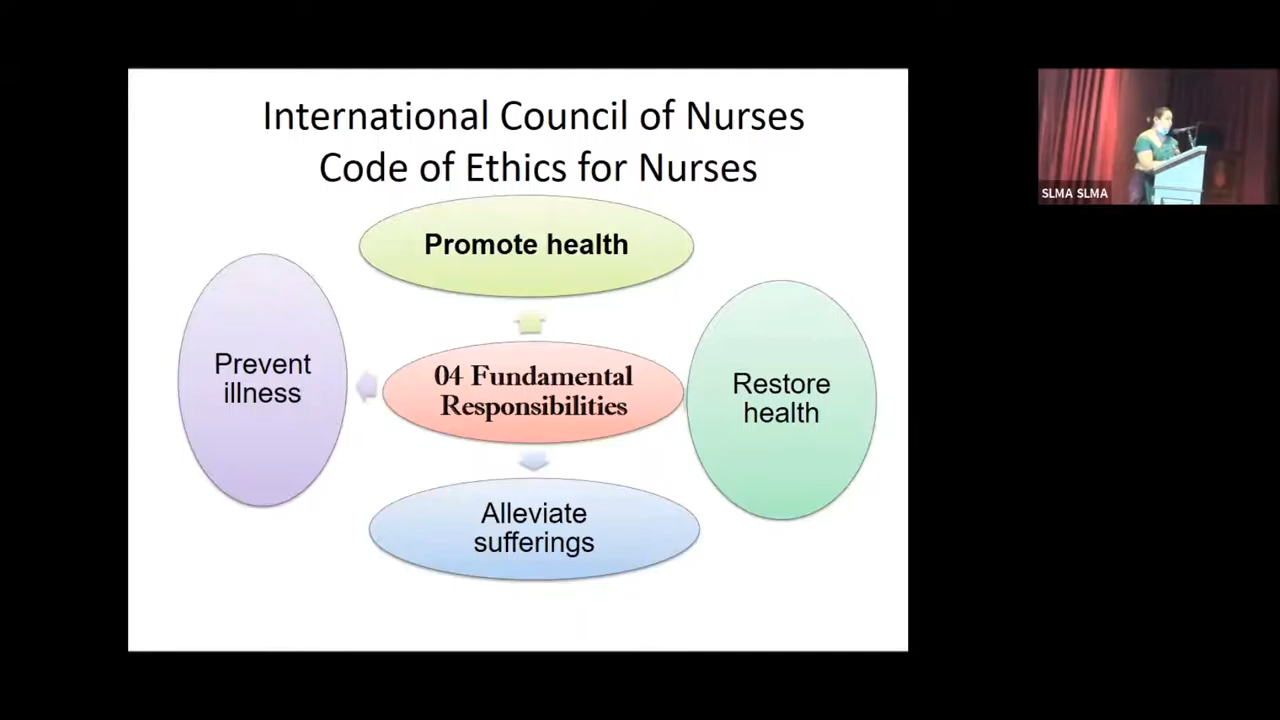 International Council of Nurses
Code of Ethics for Nurses
Promote health
Prevent
illness
04 Fundamental
Responsibilities
Restore
health
Alleviate
sufferings
SLMA SLMA